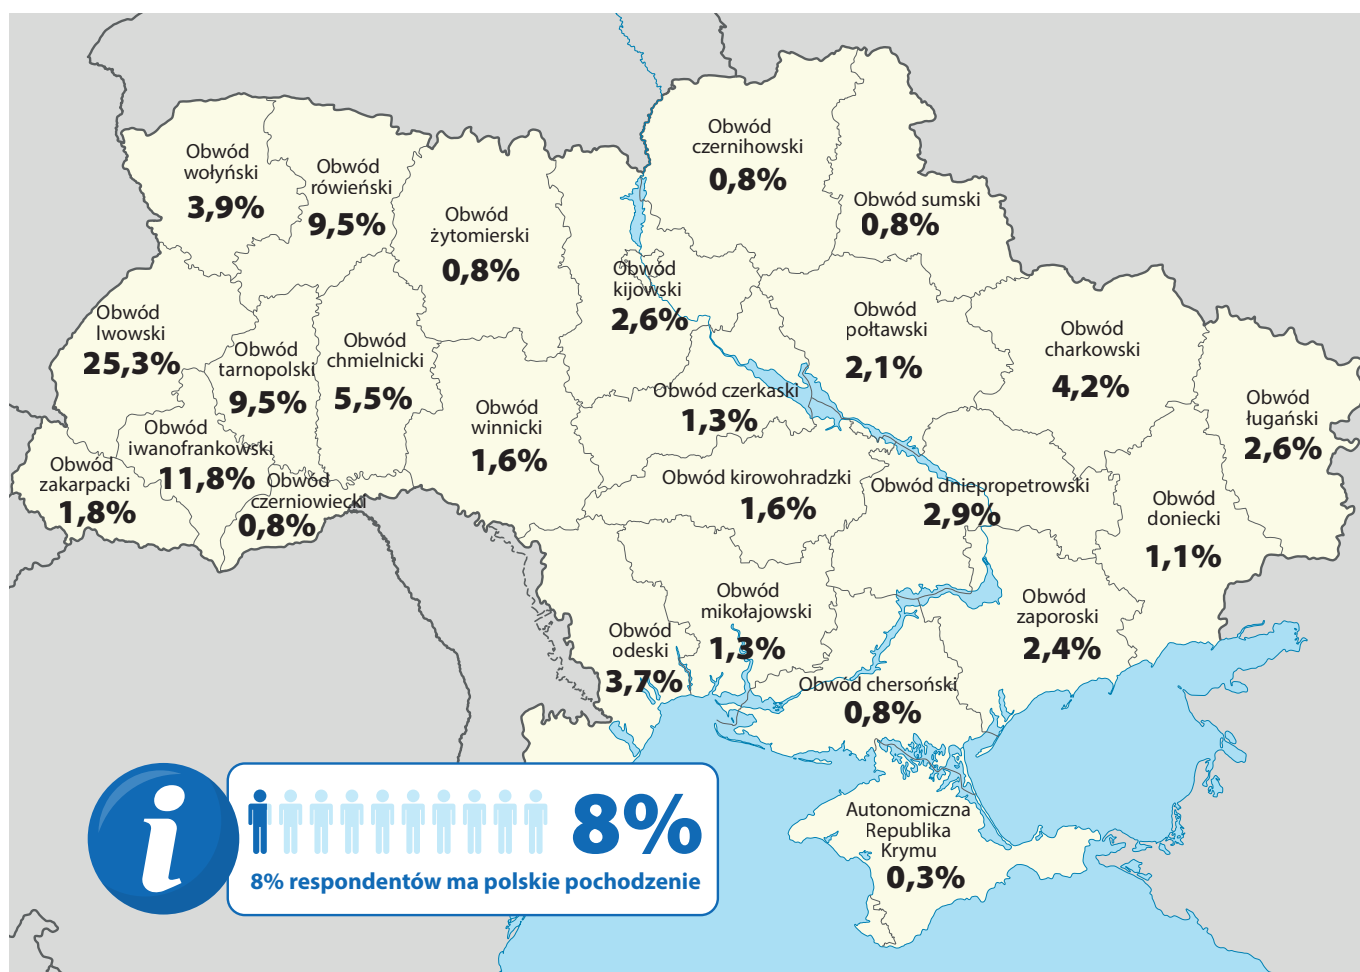 Obwód
wołyński
3,9%
Obwód
rówieński
9,5%
Obwód
żytomierski
0,8%
Obwód
kijowski
2,6%
Obwód
czernihowski
0,8%
Obwód sumski
0,8%
Obwód
lwowski
25,3%
Obwód
tarnopolski
9,5%
Obwód
chmielnicki
5,5%
Obwód
winnicki
1,6%
Obwód czerkaski
1,3%
Obwód
połtawski
2,1%
Obwód
charkowski
4,2%
Obwód
ługański
2,6%
Obwód
zakarpacki
1,8%
Obwód
iwanofrankowski
11,8%
Obwód
czerniowiecki
0,8%
Obwód kirowohradzki
1,6%
Obwód dniepropetrowski
2,9%
Obwód
doniecki
1,1%
Obwód
odeski
3,7%
Obwód
mikołajowski
1,3%
Obwód
zaporoski
2,4%
Obwód chersoński
0,8%
Autonomiczna
Republika
Krymu
0,3%
i
8%
8% respondentów ma polskie pochodzenie